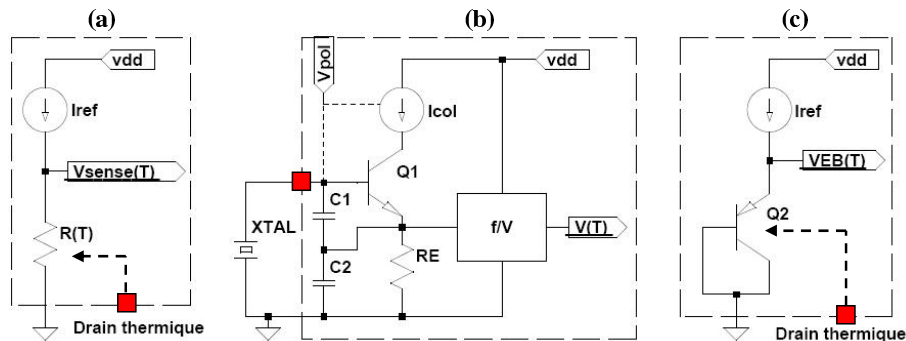 (a)
vdd
Iref
Vsense(T)
R(T)
Drain thermique
(b)
Vpol
vdd
Icol
Q1
C1
XTAL
f/V
V(T)
C2
RE
(c)
vdd
Iref
VEB(T)
Q2
Drain thermique